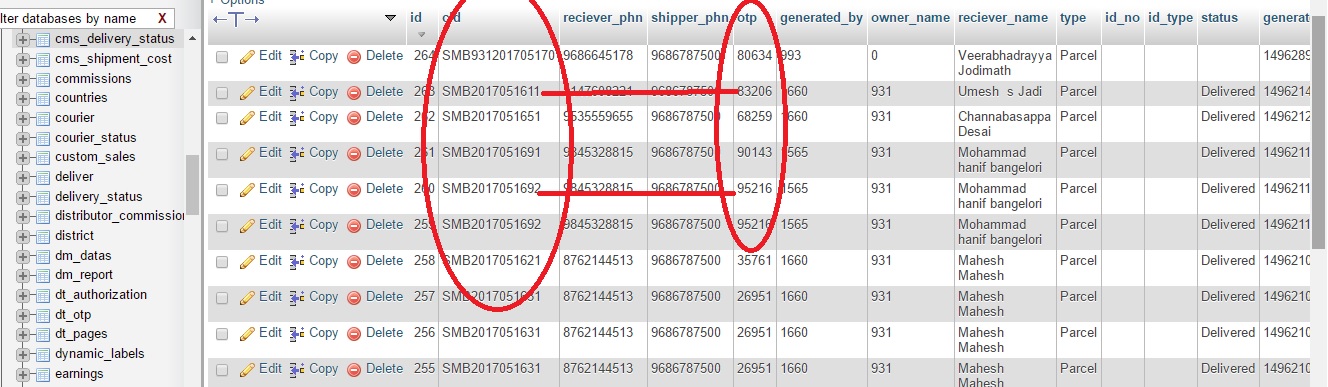 lter databases by name X
cms_delivery_status
cms_shipment_cost
commissions
countries
courier
courier_status
custom_sales
deliver
delivery_status
distributor_commission
district
dm_datas
dm_report
dt_authorization
dt_otp
dt_pages
dynamic_labels
earnings
+ Options
←T→ id oid reciever_phn shipper_phn otp generated_by owner_name reciever_name type id_no id_type status generat
Edit Copy Delete 264 SMB931201705170 9686645178 9686787500 80634 993 0 Veerabhadrayya Parcel 1496289
Jodimath
Edit Copy Delete 263 SMB2017051611 9686787500 83206 1660 931 Umesh s Jadi Parcel Delivered 1496214
Edit Copy Delete 262 SMB2017051651 9535559655 9686787500 68259 1660 931 Channabasappa Parcel Delivered 1496212
Desai
Edit Copy Delete 261 SMB2017051691 9845328815 9686787500 90143 1565 931 Mohammad Parcel Delivered 1496211
hanif bangelori
Edit Copy Delete 260 SMB2017051692 9845328815 9686787500 95216 1565 931 Mohammad Parcel Delivered 1496211
hanif bangelori
Edit Copy Delete 259 SMB2017051692 9845328815 9686787500 95216 1565 931 Mohammad Parcel Delivered 1496211
hanif bangelori
Edit Copy Delete 258 SMB2017051621 8762144513 9686787500 35761 1660 931 Mahesh Parcel Delivered 1496210
Mahesh
Edit Copy Delete 257 SMB2017051631 8762144513 9686787500 26951 1660 931 Mahesh Parcel Delivered 1496210
Mahesh
Edit Copy Delete 256 SMB2017051631 8762144513 9686787500 26951 1660 931 Mahesh Parcel Delivered 1496210
Mahesh
Edit Copy Delete 255 SMB2017051631 8762144513 9686787500 26951 1660 931 Mahesh Parcel Delivered 1496210
Mahesh